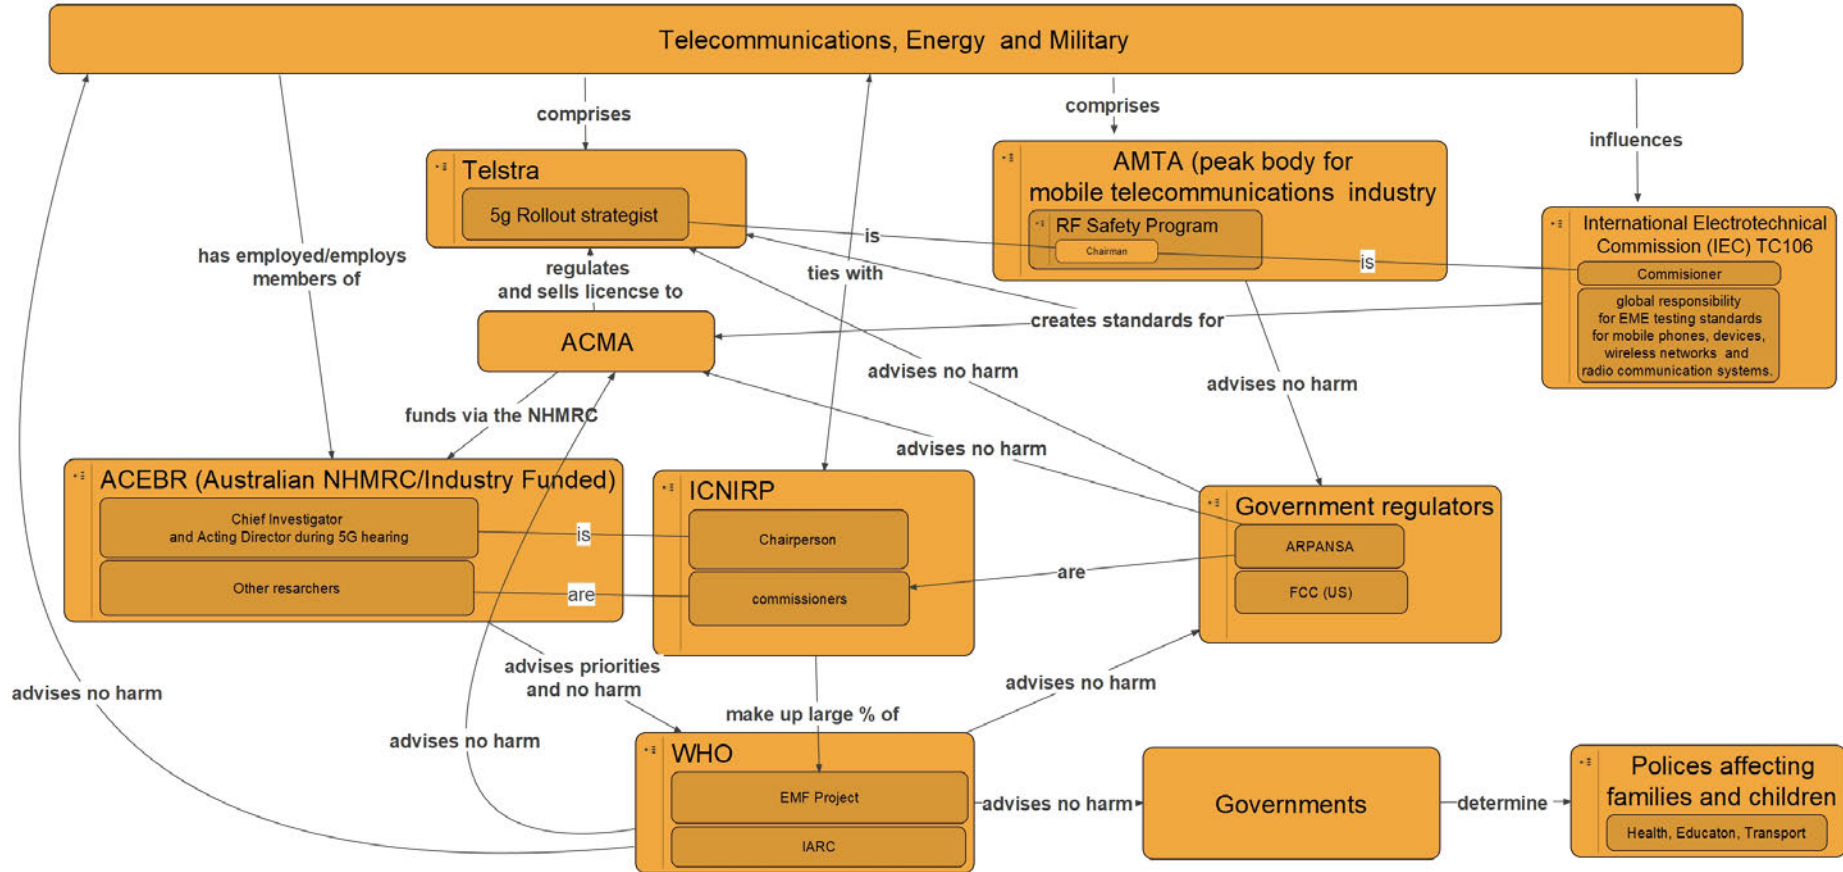 Telecommunications, Energy and Military
comprises
comprises
influences
Telstra
5g Rollout strategist
AMTA (peak body for
mobile telecommunications industry
RF Safety Program
Chairman
International Electrotechnical
Commission (IEC) TC106
Commisioner
global responsibility
for EME testing standards
for mobile phones, devices,
wireless networks and
radio communication systems.
is
is
has employed/employs
members of
regulates
and sells licencse to
ties with
ACMA
creates standards for
advises no harm
advises no harm
funds via the NHMRC
advises no harm
ACEBR (Australian NHMRC/Industry Funded)
Chief Investigator
and Acting Director during 5G hearing
Other resarchers
is
are
ICNIRP
Chairperson
commissioners
are
Government regulators
ARPANSA
FCC (US)
advises no harm
advises priorities
and no harm
advises no harm
make up large % of
advises no harm
WHO
EMF Project
IARC
advises no harm
Governments
determine
Polices affecting
families and children
Health, Educaton, Transport